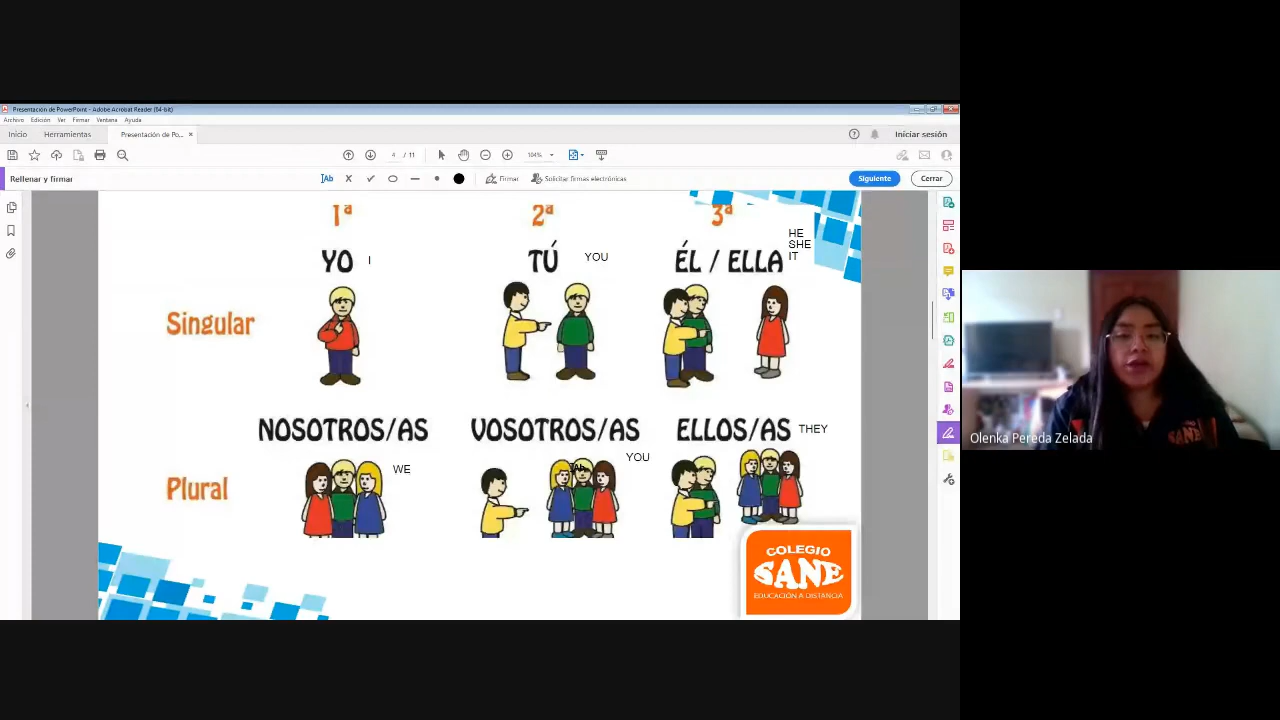 Presentación de PowerPoint - Adobe Acrobat Reader (64-bit)
Archivo Edición Ver Firmar Ventana Ayuda
Inicio Herramientas Presentación de Po... × Iniciar sesión
4 / 11 104%
Rellenar y firmar Ab Firmar Solicitar firmas electrónicas Siguiente Cerrar
1ª 2ª 3ª
YO I TÚ YOU ÉL / ELLA HE
SHE
IT
Singular
NOSOTROS/AS VOSOTROS/AS ELLOS/AS THEY
WE YOU
Plural
COLEGIO
SANE
EDUCACIÓN A DISTANCIA
SANE
Olenka Pereda Zelada